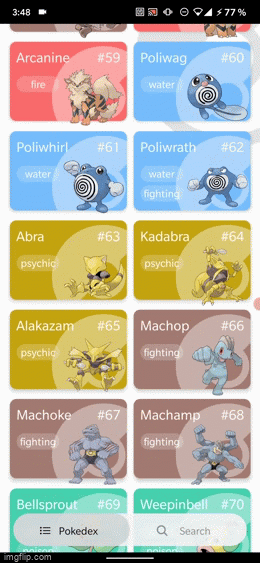 3:48 77 %
Arcanine #59
fire
Poliwag #60
water
Poliwhirl #61
water
Poliwrath #62
water
fighting
Abra #63
psychic
Kadabra #64
psychic
Alakazam #65
psychic
Machop #66
fighting
Machoke #67
fighting
Machamp #68
fighting
Bellsprout #69
Weepinbell #70
Pokedex
Search
poison
imgflip.com